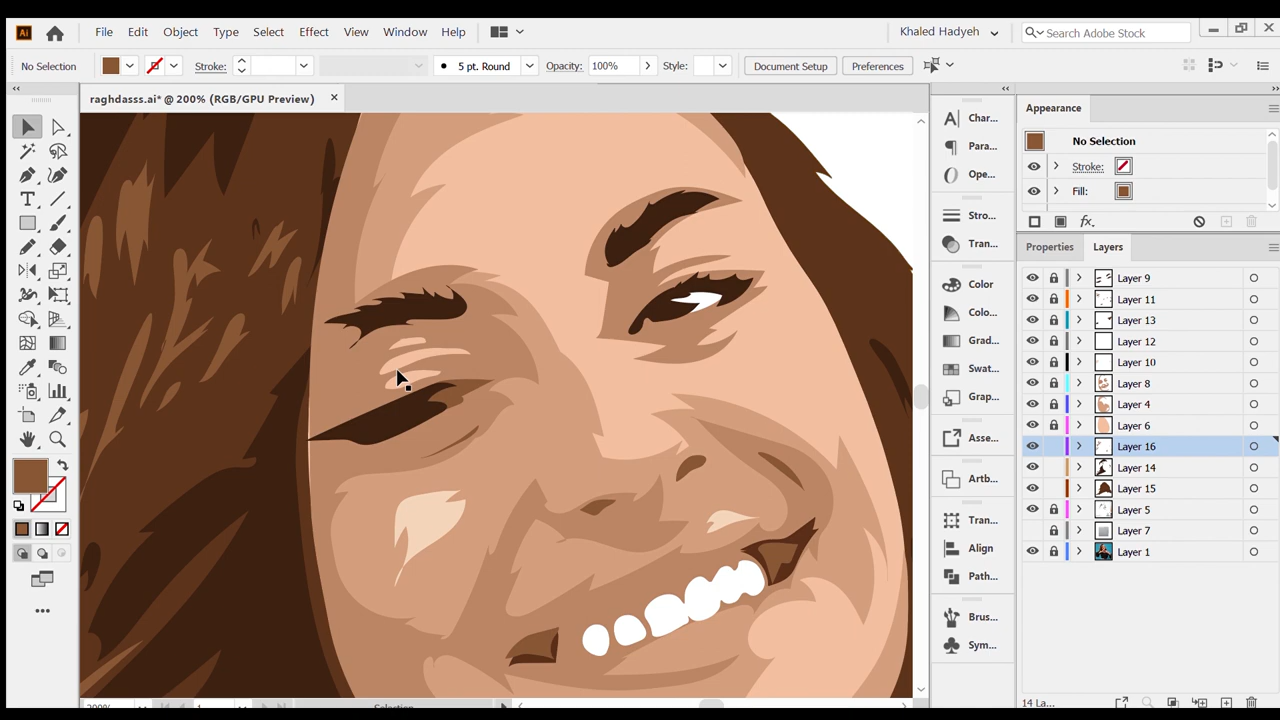 Ai File Edit Object Type Select Effect View Window Help Khaled Hadyeh Search Adobe Stock
No Selection Stroke: 5 pt. Round Opacity: 100% Style: Document Setup Preferences
raghdasss.ai* @ 200% (RGB/GPU Preview)
Char...
Para...
Ope...
Stro...
Tran...
Color
Colo...
Grad...
Swat...
Grap...
Asse...
Artb...
Tran...
Align
Path...
Brus...
Sym...
Appearance
No Selection
Stroke:
Fill:
fx.
Properties Layers
Layer 9
Layer 11
Layer 13
Layer 12
Layer 10
Layer 8
Layer 4
Layer 6
Layer 16
Layer 14
Layer 15
Layer 5
Layer 7
Layer 1
14 La...
200% 1 Selection